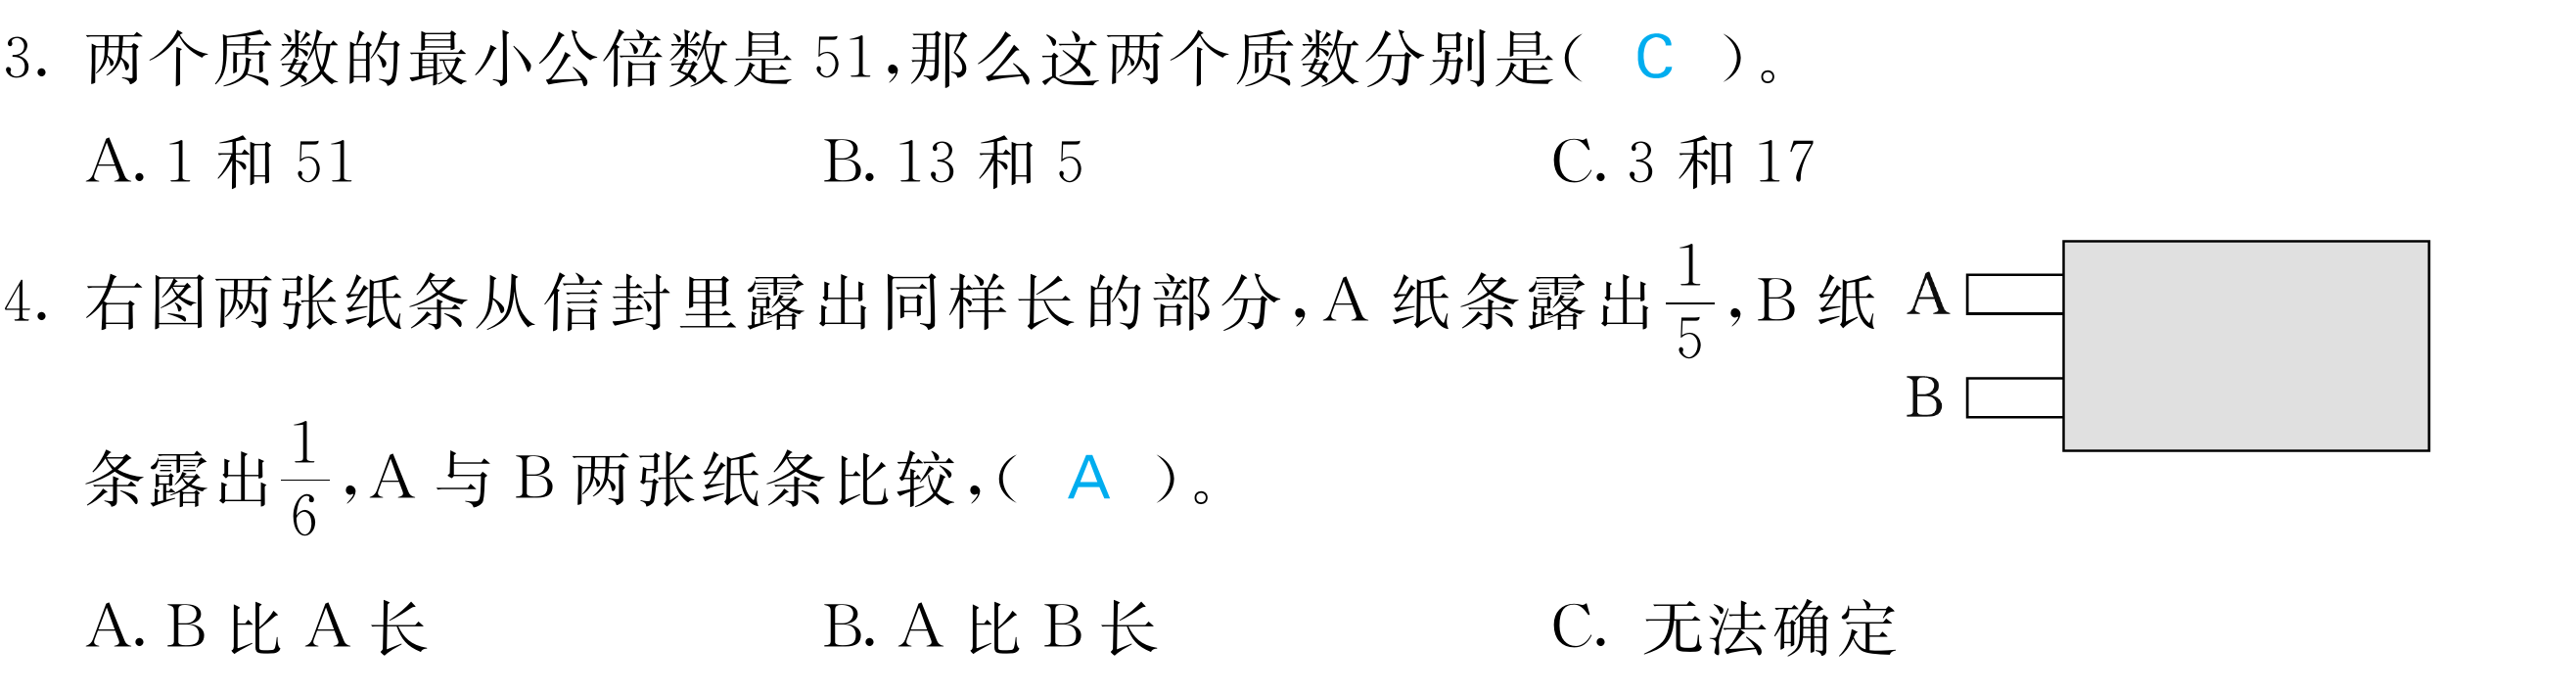 3. 两个质数的最小公倍数是 51,那么这两个质数分别是( C )。
A. 1 和 51 B. 13 和 5 C. 3 和 17
4. 右图两张纸条从信封里露出同样长的部分,A 纸条露出1/5,B 纸
A
B
条露出1/6,A 与 B 两张纸条比较,( A )。
A. B 比 A 长 B. A 比 B 长 C. 无法确定